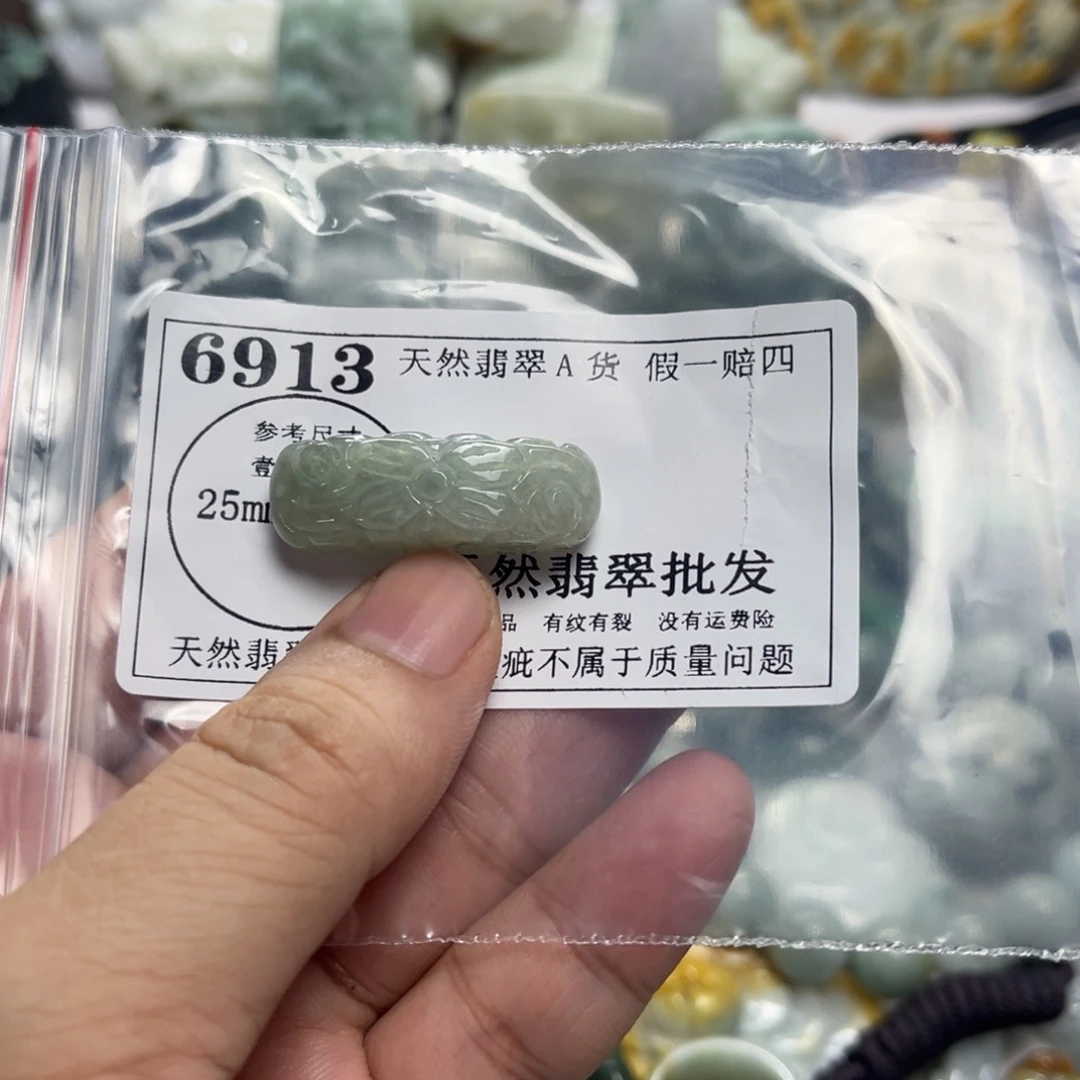 6913 天然翡翠A货 假一赔四
参考尺寸
壹
25mm
然翡翠批发
品 有纹有裂 没有运费险
天然翡
疵不属于质量问题